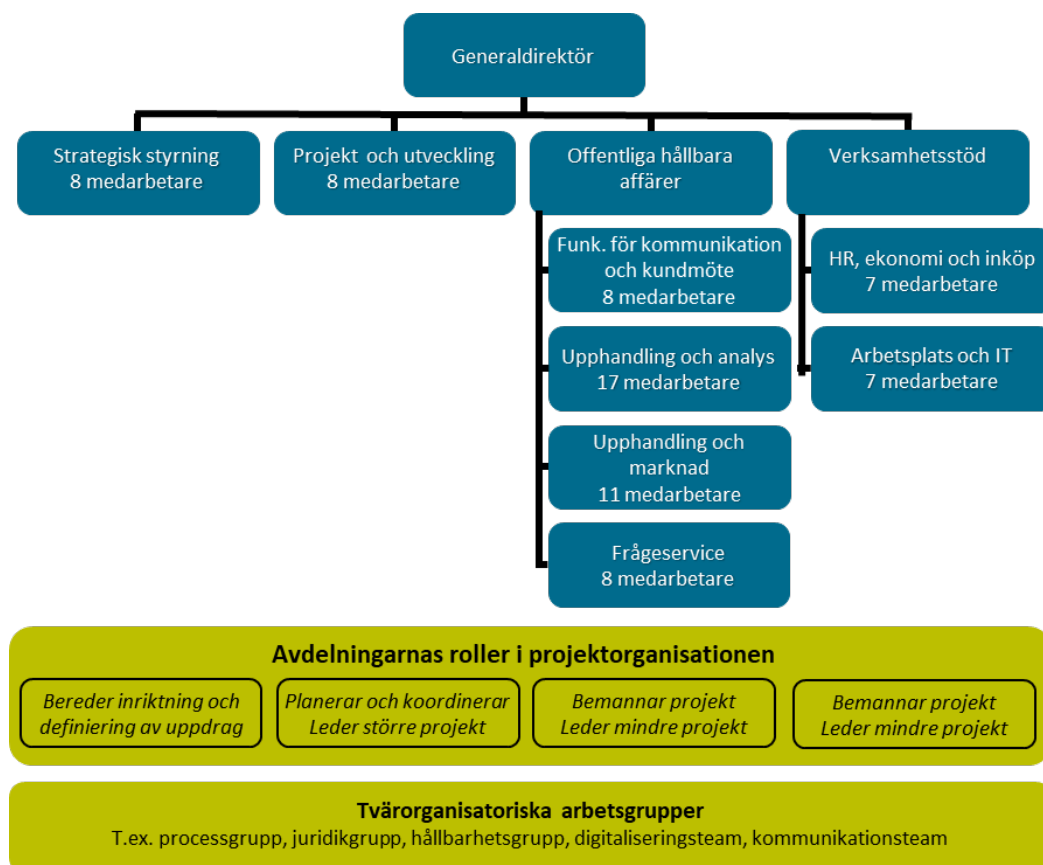 Generaldirektör
Strategisk styrning
8 medarbetare
Projekt och utveckling
8 medarbetare
Offentliga hållbara
affärer
Verksamhetsstöd
Funk. för kommunikation
och kundmöte
8 medarbetare
HR, ekonomi och inköp
7 medarbetare
Upphandling och analys
17 medarbetare
Arbetsplats och IT
7 medarbetare
Upphandling och
marknad
11 medarbetare
Frågeservice
8 medarbetare
Avdelningarnas roller i projektorganisationen
Bereder inriktning och
definiering av uppdrag
Planerar och koordinerar
Leder större projekt
Bemannar projekt
Leder mindre projekt
Bemannar projekt
Leder mindre projekt
Tvärorganisatoriska arbetsgrupper
T.ex. processgrupp, juridikgrupp, hållbarhetsgrupp, digitaliseringsteam, kommunikationsteam